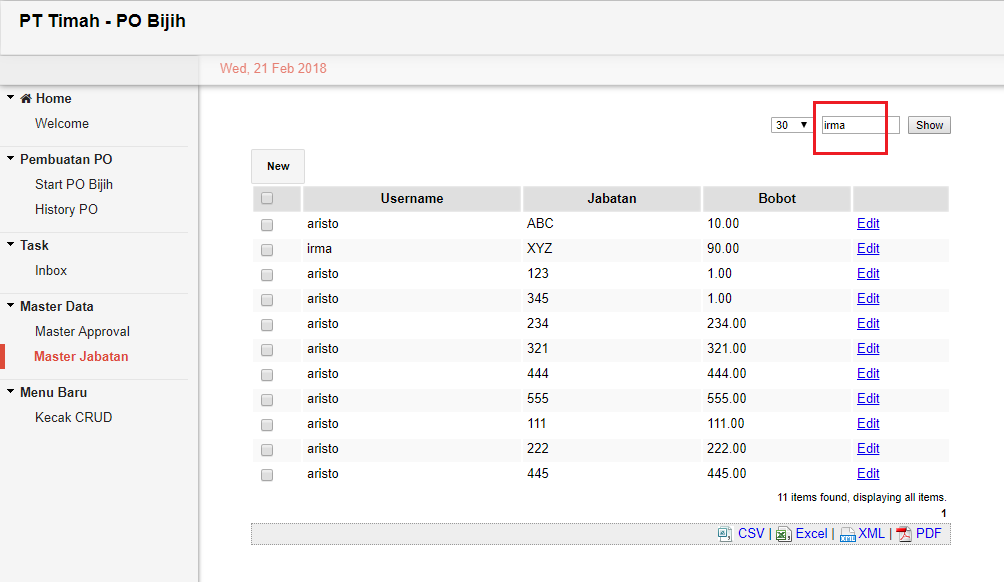 PT Timah - PO Bijih
Wed, 21 Feb 2018
Home
Welcome
Pembuatan PO
Start PO Bijih
History PO
Task
Inbox
Master Data
Master Approval
Master Jabatan
Menu Baru
Kecak CRUD
30 irma Show
New
Username Jabatan Bobot
aristo ABC 10.00 Edit
irma XYZ 90.00 Edit
aristo 123 1.00 Edit
aristo 345 1.00 Edit
aristo 234 234.00 Edit
aristo 321 321.00 Edit
aristo 444 444.00 Edit
aristo 555 555.00 Edit
aristo 111 111.00 Edit
aristo 222 222.00 Edit
aristo 445 445.00 Edit
11 items found, displaying all items.
1
CSV | Excel | XML | PDF